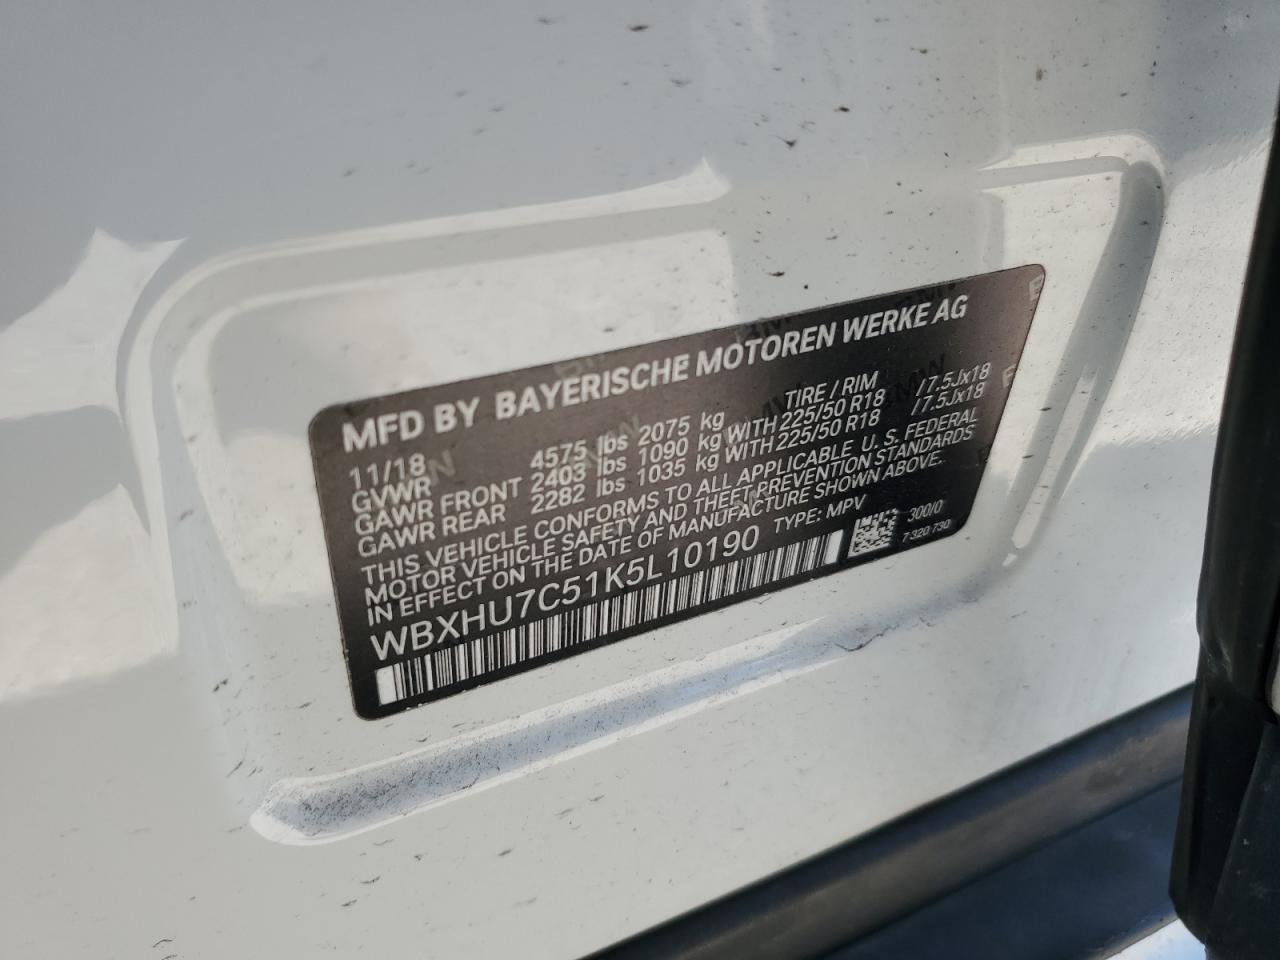 MFD BY BAYERISCHE MOTOREN WERKE AG
11/18 TIRE / RIM
GVWR 4575 lbs 2075 kg
GAWR FRONT 2403 lbs 1090 kg WITH 225/50 R18 /7.5Jx18
GAWR REAR 2282 lbs 1035 kg WITH 225/50 R18 /7.5Jx18
THIS VEHICLE CONFORMS TO ALL APPLICABLE U.S. FEDERAL
MOTOR VEHICLE SAFETY AND THEFT PREVENTION STANDARDS
IN EFFECT ON THE DATE OF MANUFACTURE SHOWN ABOVE.
WBXHU7C51K5L10190 TYPE: MPV
300/0
7 320 730